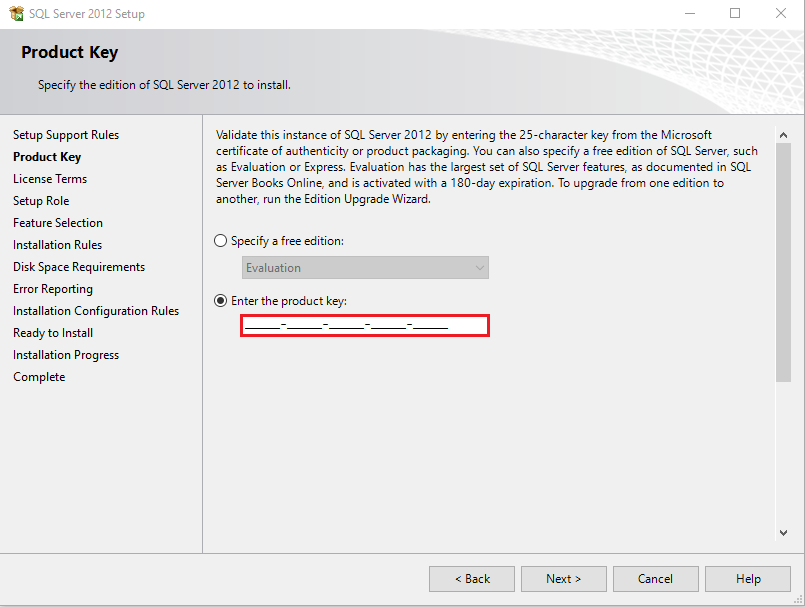 SQL Server 2012 Setup
Product Key
Specify the edition of SQL Server 2012 to install.
Setup Support Rules
Product Key
License Terms
Setup Role
Feature Selection
Installation Rules
Disk Space Requirements
Error Reporting
Installation Configuration Rules
Ready to Install
Installation Progress
Complete
Validate this instance of SQL Server 2012 by entering the 25-character key from the Microsoft
certificate of authenticity or product packaging. You can also specify a free edition of SQL Server, such
as Evaluation or Express. Evaluation has the largest set of SQL Server features, as documented in SQL
Server Books Online, and is activated with a 180-day expiration. To upgrade from one edition to
another, run the Edition Upgrade Wizard.
Specify a free edition:
Evaluation
Enter the product key:
_____-_____-_____-_____-_____
< Back
Next >
Cancel
Help